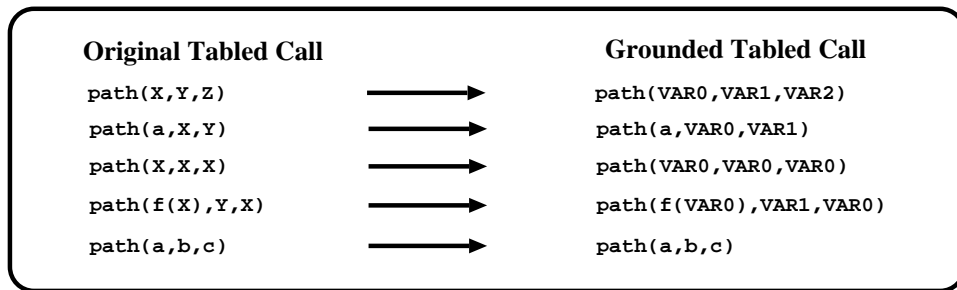 Original Tabled Call Grounded Tabled Call
path(X,Y,Z) path(VAR0,VAR1,VAR2)
path(a,X,Y) path(a,VAR0,VAR1)
path(X,X,X) path(VAR0,VAR0,VAR0)
path(f(X),Y,X) path(f(VAR0),VAR1,VAR0)
path(a,b,c) path(a,b,c)